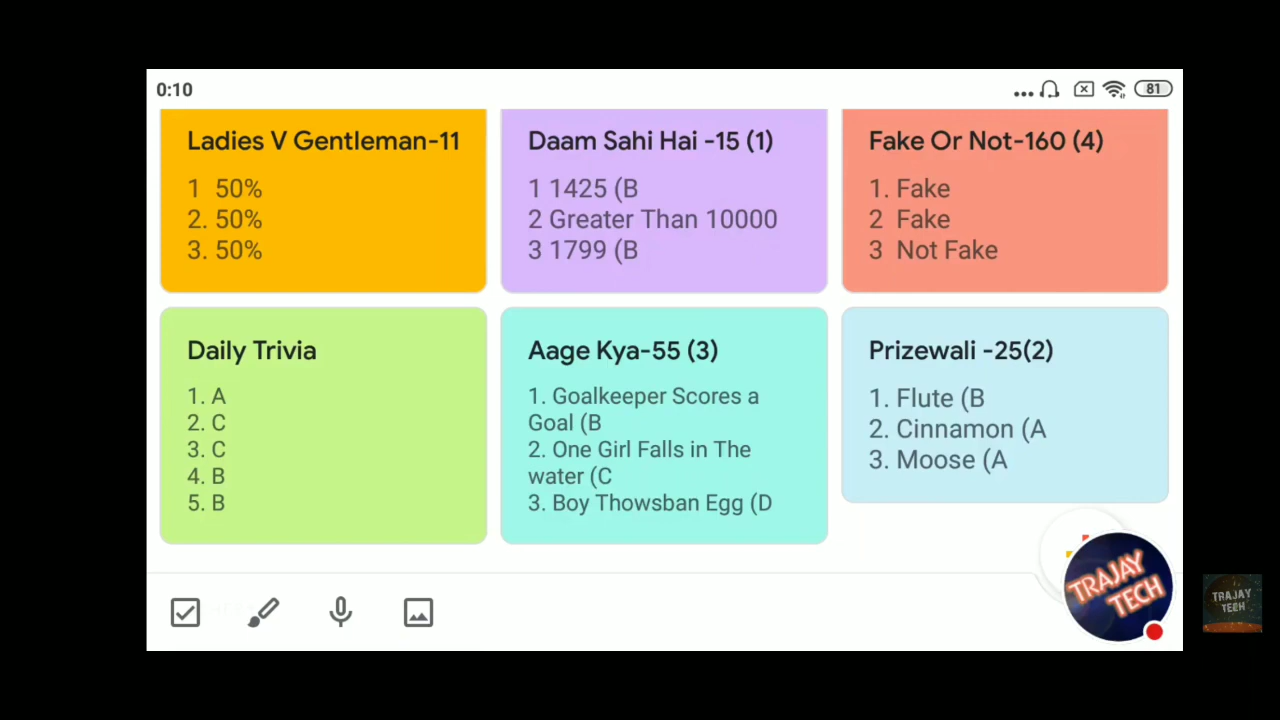 0:10
81
Ladies V Gentleman-11
1 50%
2. 50%
3. 50%
Daam Sahi Hai -15 (1)
1 1425 (B
2 Greater Than 10000
3 1799 (B
Fake Or Not-160 (4)
1. Fake
2 Fake
3 Not Fake
Daily Trivia
1. A
2. C
3. C
4. B
5. B
Aage Kya-55 (3)
1. Goalkeeper Scores a
Goal (B
2. One Girl Falls in The
water (C
3. Boy Thowsban Egg (D
Prizewali -25(2)
1. Flute (B
2. Cinnamon (A
3. Moose (A
TRAJAY
TECH
TRAJAY
TECH